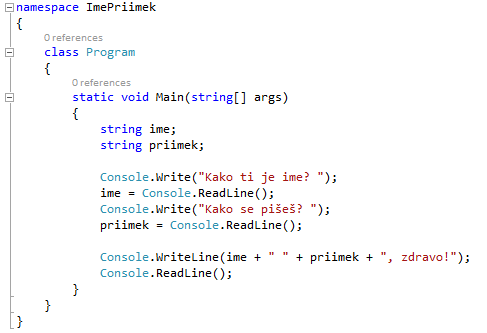 namespace ImePriimek
{
0 references
class Program
{
0 references
static void Main(string[] args)
{
string ime;
string priimek;
Console.Write("Kako ti je ime? ");
ime = Console.ReadLine();
Console.Write("Kako se pišeš? ");
priimek = Console.ReadLine();
Console.WriteLine(ime + " " + priimek + ", zdravo!");
Console.ReadLine();
}
}
}